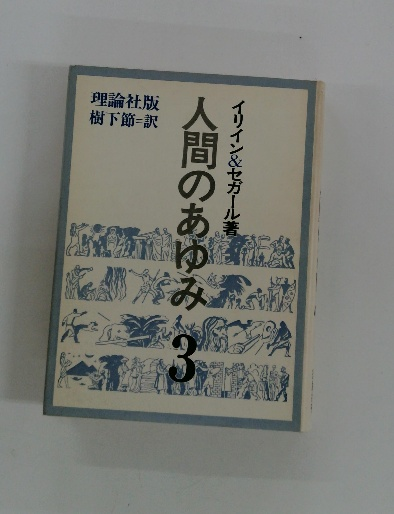 イリイン&セガール著
人間のあゆみ 3
理論社版
樹下節=訳